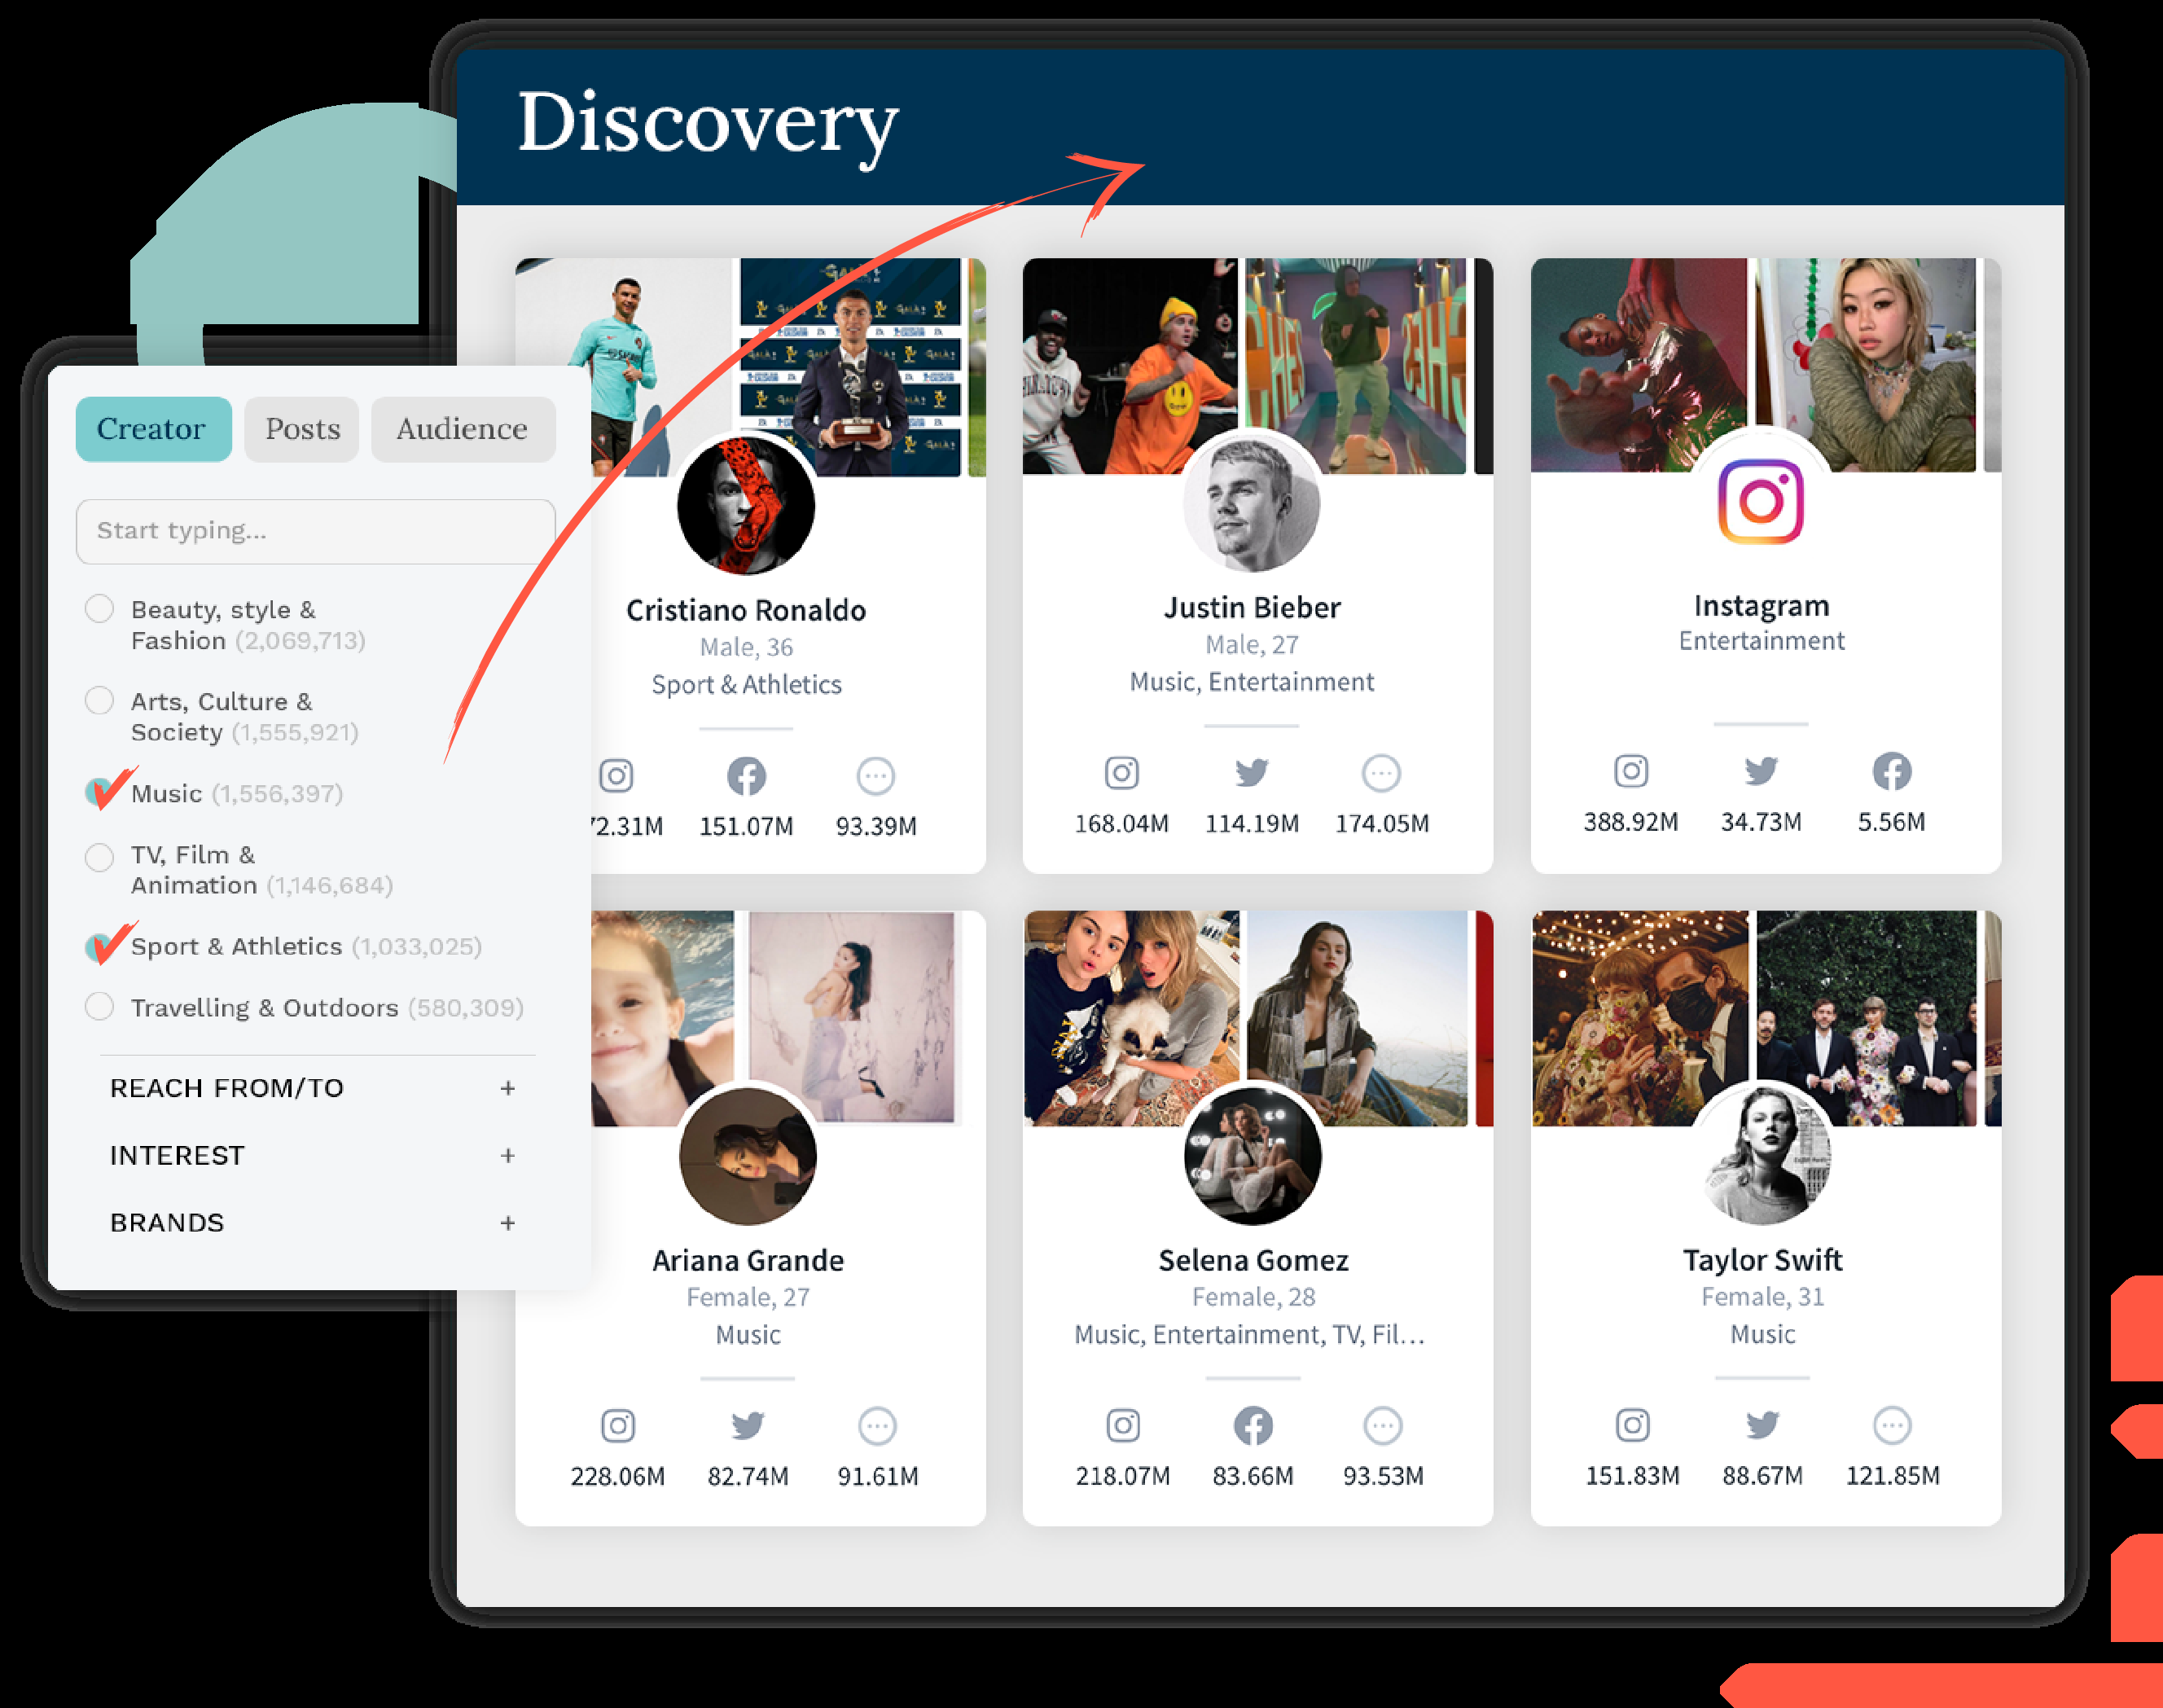 Discovery
Creator
Posts
Audience
Start typing...
Beauty, style &
Fashion (2,069,713)
Arts, Culture &
Society (1,555,921)
Music (1,556,397)
TV, Film &
Animation (1,146,684)
Sport & Athletics (1,033,025)
Travelling & Outdoors (580,309)
REACH FROM/TO +
INTEREST +
BRANDS +
Cristiano Ronaldo
Male, 36
Sport & Athletics
72.31M 151.07M 93.39M
Justin Bieber
Male, 27
Music, Entertainment
168.04M 114.19M 174.05M
Instagram
Entertainment
388.92M 34.73M 5.56M
Ariana Grande
Female, 27
Music
228.06M 82.74M 91.61M
Selena Gomez
Female, 28
Music, Entertainment, TV, Fil...
218.07M 83.66M 93.53M
Taylor Swift
Female, 31
Music
151.83M 88.67M 121.85M